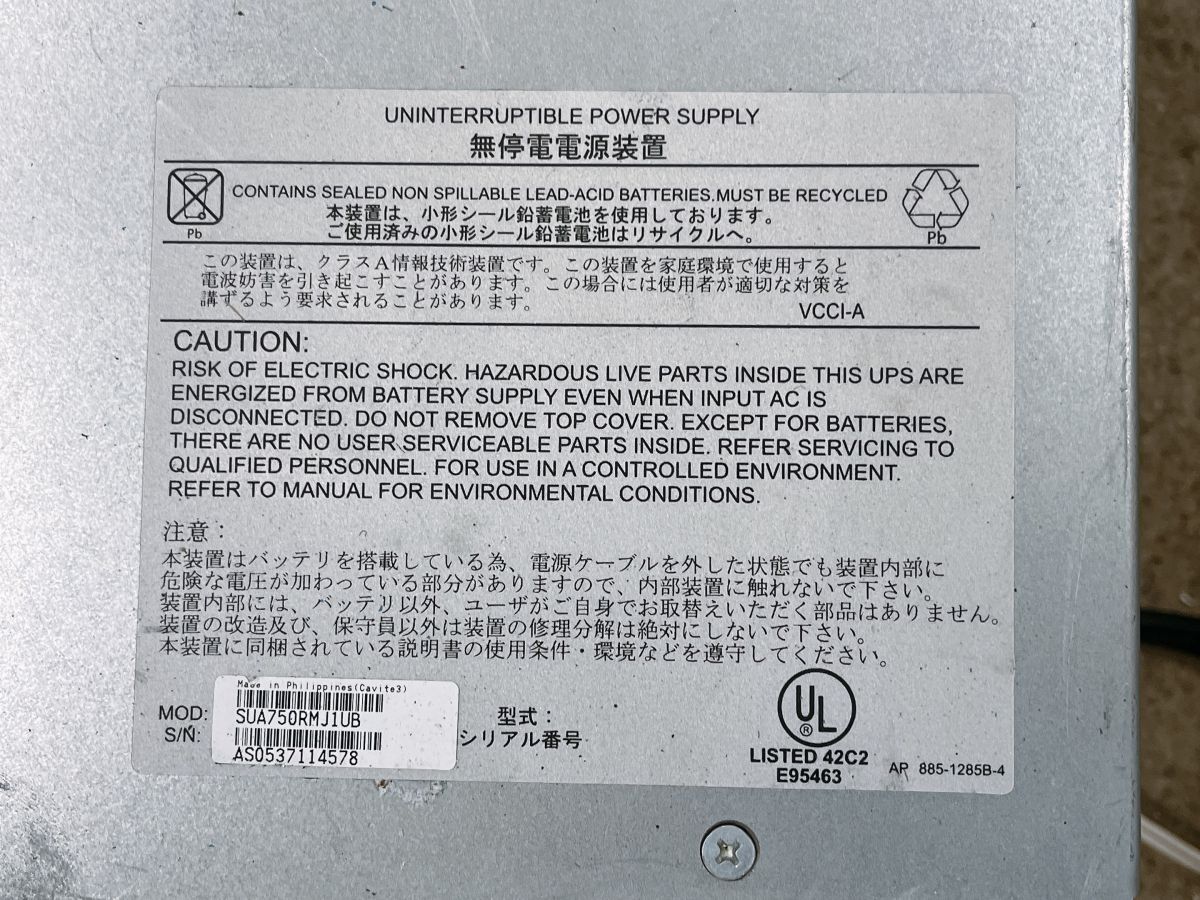 UNINTERRUPTIBLE POWER SUPPLY
無停電電源装置
CONTAINS SEALED NON SPILLABLE LEAD-ACID BATTERIES.MUST BE RECYCLED
本装置は、小形シール鉛蓄電池を使用しております。
ご使用済みの小形シール鉛蓄電池はリサイクルへ。
Pb
Pb
この装置は、クラスA情報技術装置です。この装置を家庭環境で使用すると
電波妨害を引き起こすことがあります。この場合には使用者が適切な対策を
講ずるよう要求されることがあります。
VCCI-A
CAUTION:
RISK OF ELECTRIC SHOCK. HAZARDOUS LIVE PARTS INSIDE THIS UPS ARE
ENERGIZED FROM BATTERY SUPPLY EVEN WHEN INPUT AC IS
DISCONNECTED. DO NOT REMOVE TOP COVER. EXCEPT FOR BATTERIES,
THERE ARE NO USER SERVICEABLE PARTS INSIDE. REFER SERVICING TO
QUALIFIED PERSONNEL. FOR USE IN A CONTROLLED ENVIRONMENT.
REFER TO MANUAL FOR ENVIRONMENTAL CONDITIONS.
注意：
本装置はバッテリを搭載している為、電源ケーブルを外した状態でも装置内部に
危険な電圧が加わっている部分がありますので、内部装置に触れないで下さい。
装置内部には、バッテリ以外、ユーザがご自身でお取替えいただく部品はありません。
装置の改造及び、保守員以外は装置の修理分解は絶対にしないで下さい。
本装置に同梱されている説明書の使用条件・環境などを遵守してください。
Made in Philippines(Cavite3)
MOD: SUA750RMJ1UB 型式：
S/N: AS0537114578 シリアル番号
UL
®
LISTED 42C2
E95463
AP 885-1285B-4